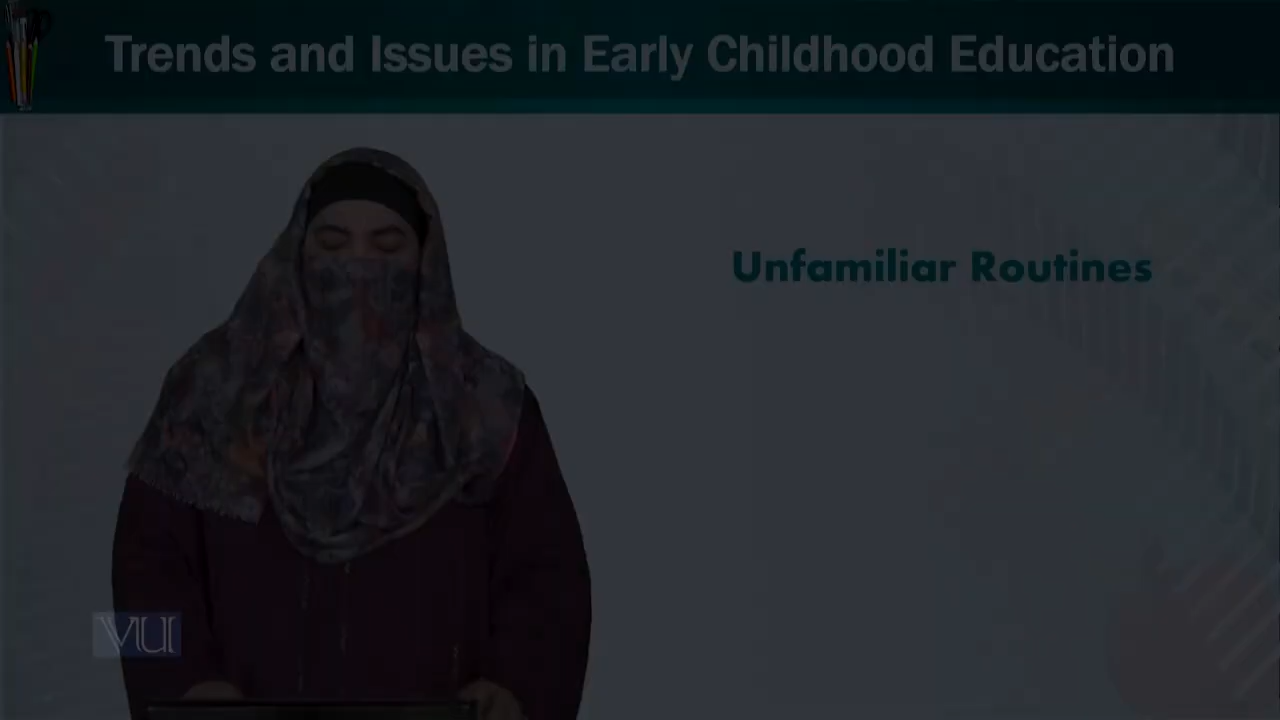 Trends and Issues in Early Childhood Education
Unfamiliar Routines
VU